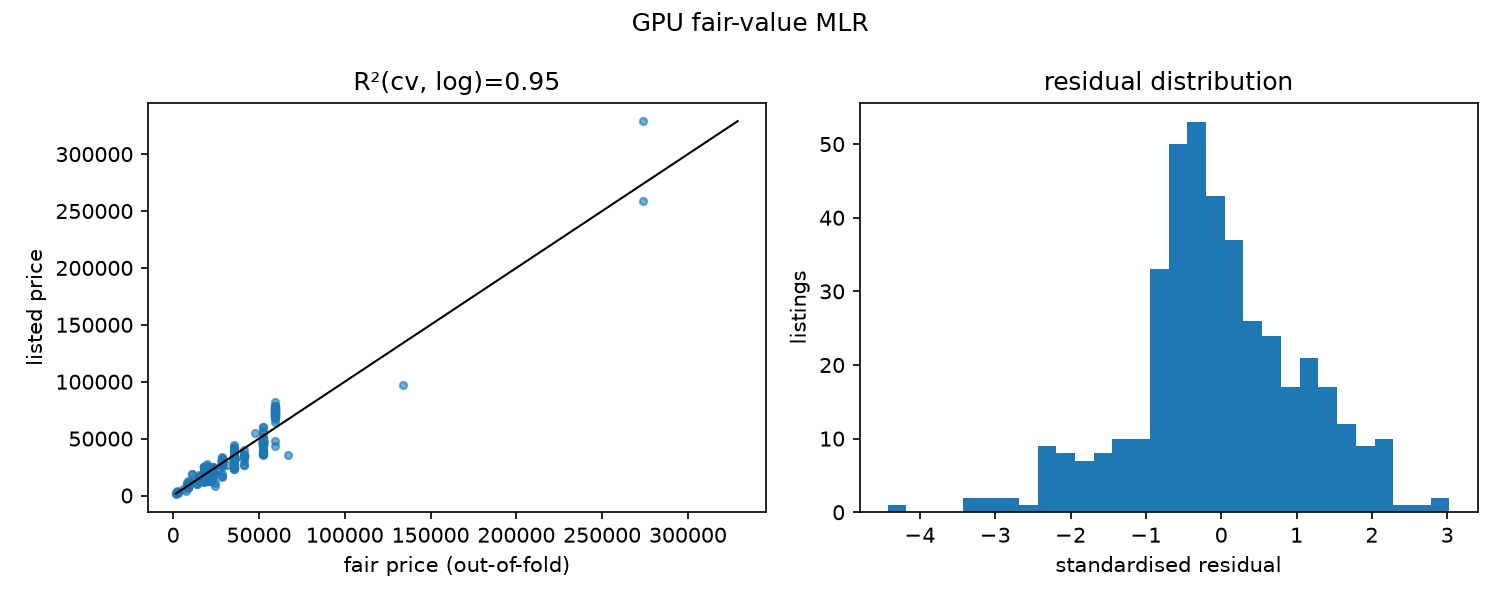 GPU fair-value MLR
R²(cv, log)=0.95
listed price
300000
250000
200000
150000
100000
50000
0
0 50000 100000 150000 200000 250000 300000
fair price (out-of-fold)
residual distribution
listings
50
40
30
20
10
0
−4 −3 −2 −1 0 1 2 3
standardised residual